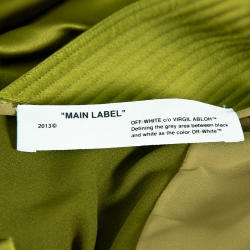 "MAIN LABEL"
2013©
OFF-WHITE c/o VIRGIL ABLOH™
Defining the grey area between black
and white as the color Off-White™